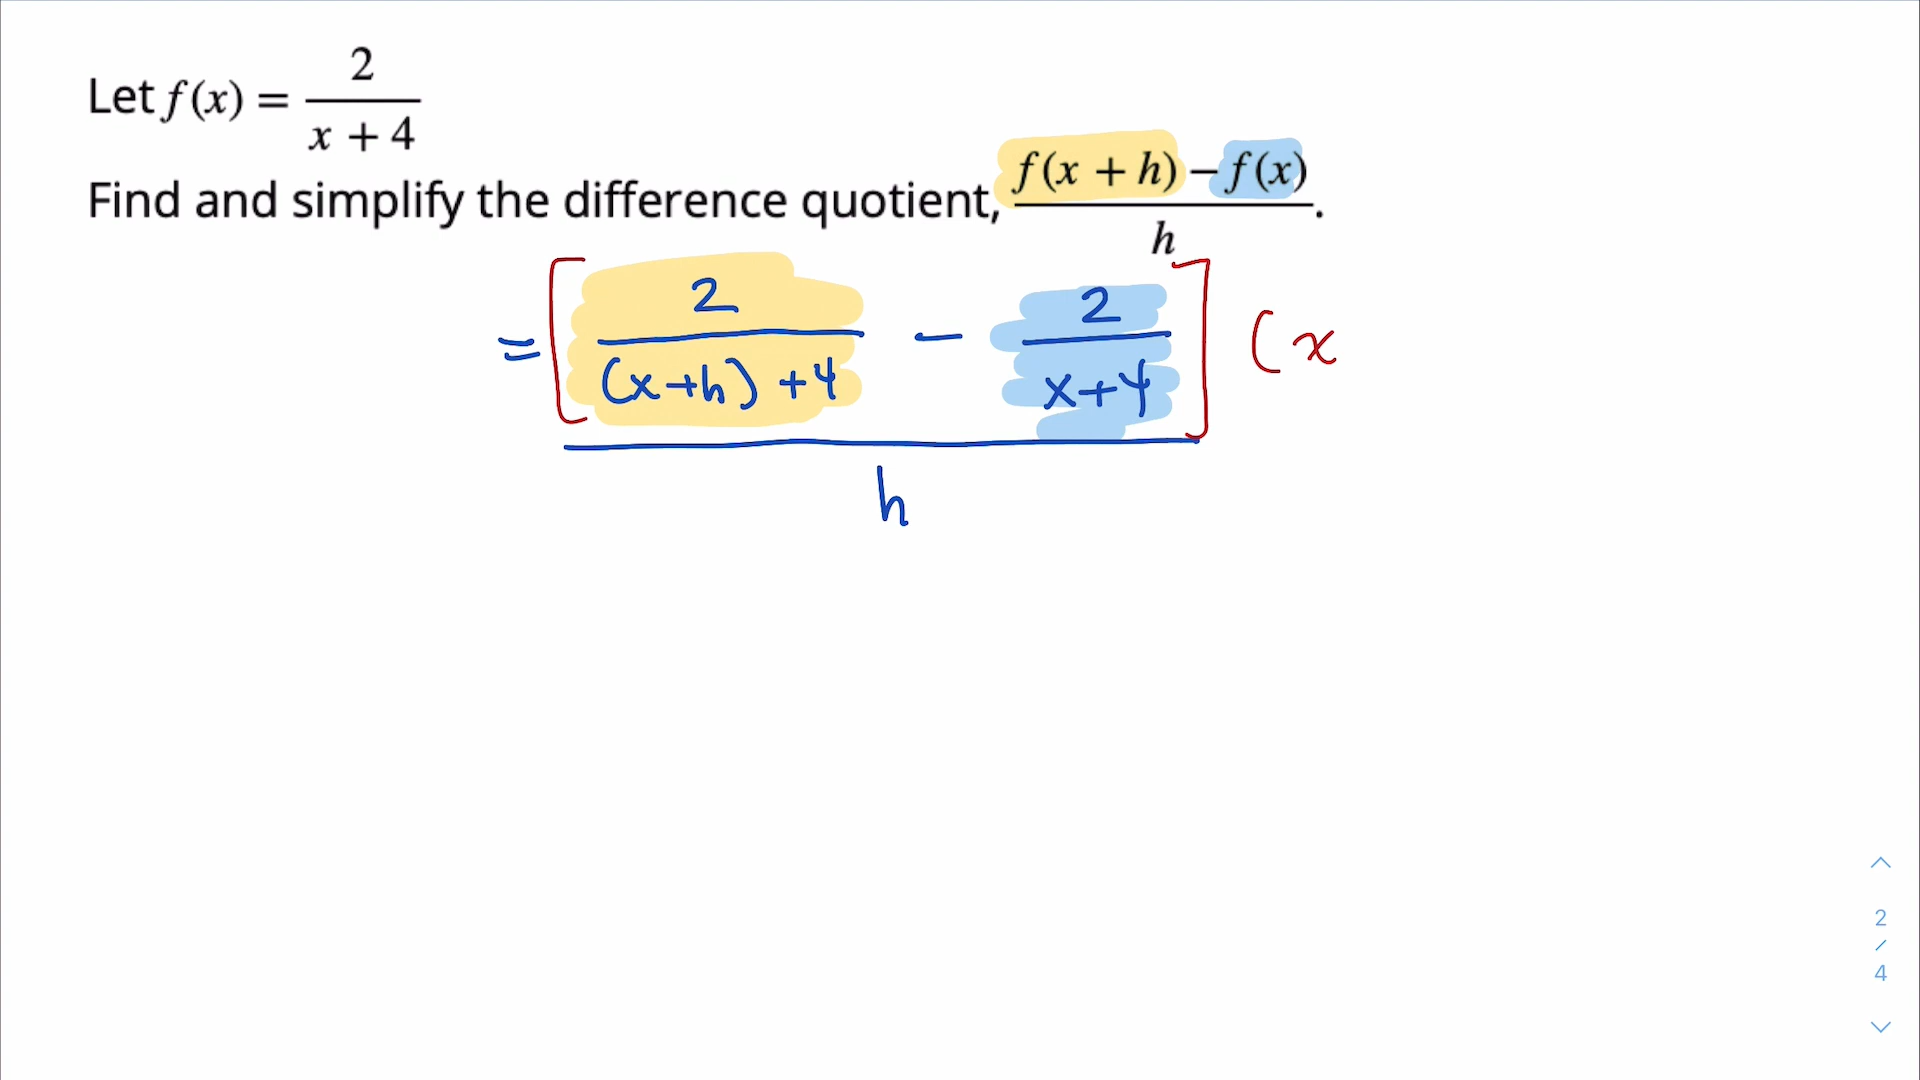 Let f(x) = 2/(x + 4)
Find and simplify the difference quotient, (f(x + h) − f(x))/h.
= [2/((x+h)+4) − 2/(x+4)] (x
h
2
/
4